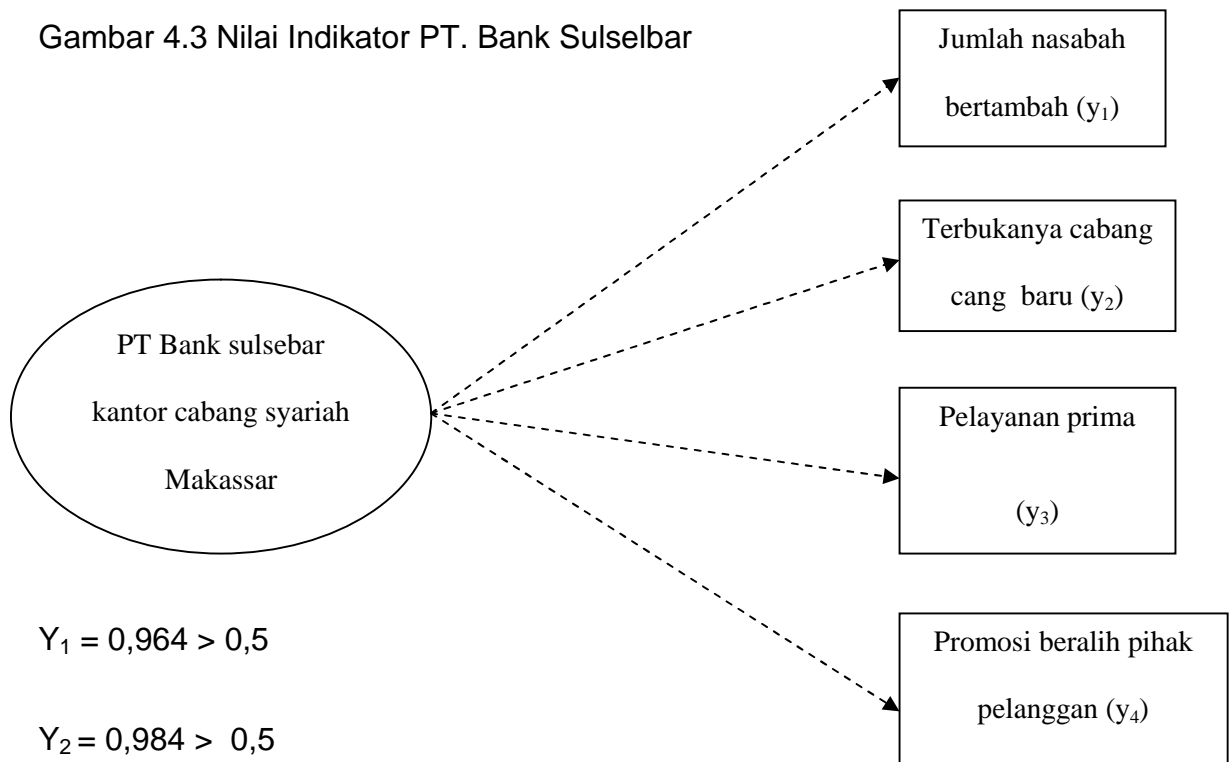 Gambar 4.3 Nilai Indikator PT. Bank Sulselbar
Jumlah nasabah
bertambah (y₁)
Terbukanya cabang
cang baru (y₂)
PT Bank sulsebar
kantor cabang syariah
Makassar
Pelayanan prima
(y₃)
Promosi beralih pihak
pelanggan (y₄)
Y₁ = 0,964 > 0,5
Y₂ = 0,984 > 0,5